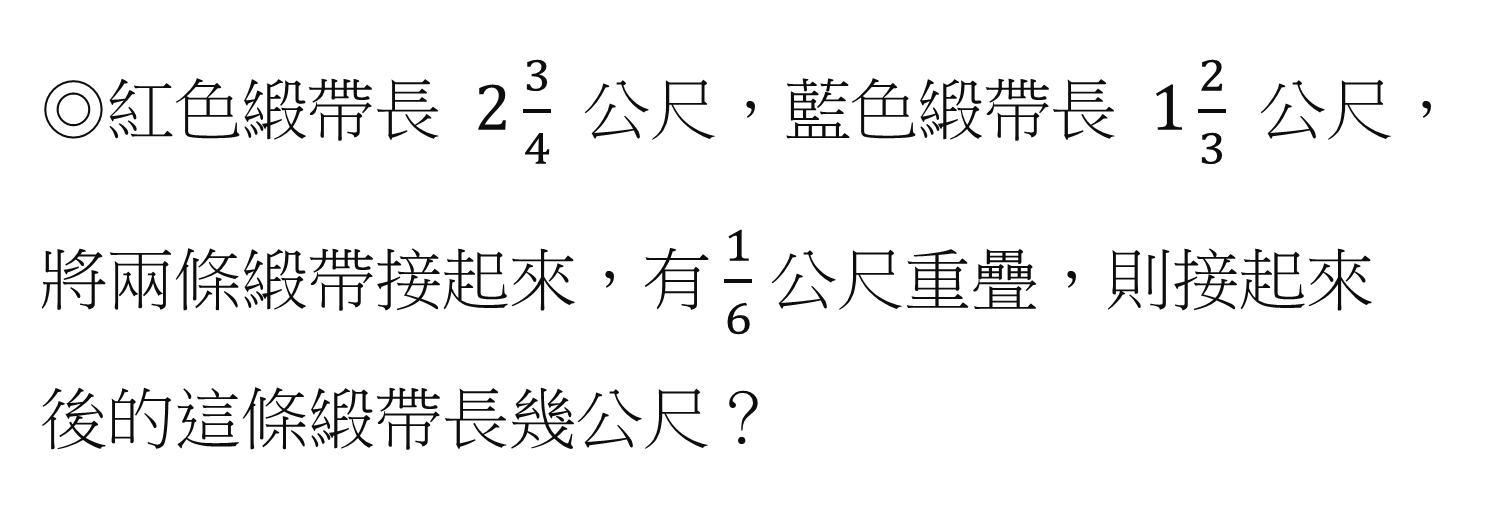 ◎紅色緞帶長 2 3/4 公尺，藍色緞帶長 1 2/3 公尺，
將兩條緞帶接起來，有 1/6 公尺重疊，則接起來
後的這條緞帶長幾公尺？